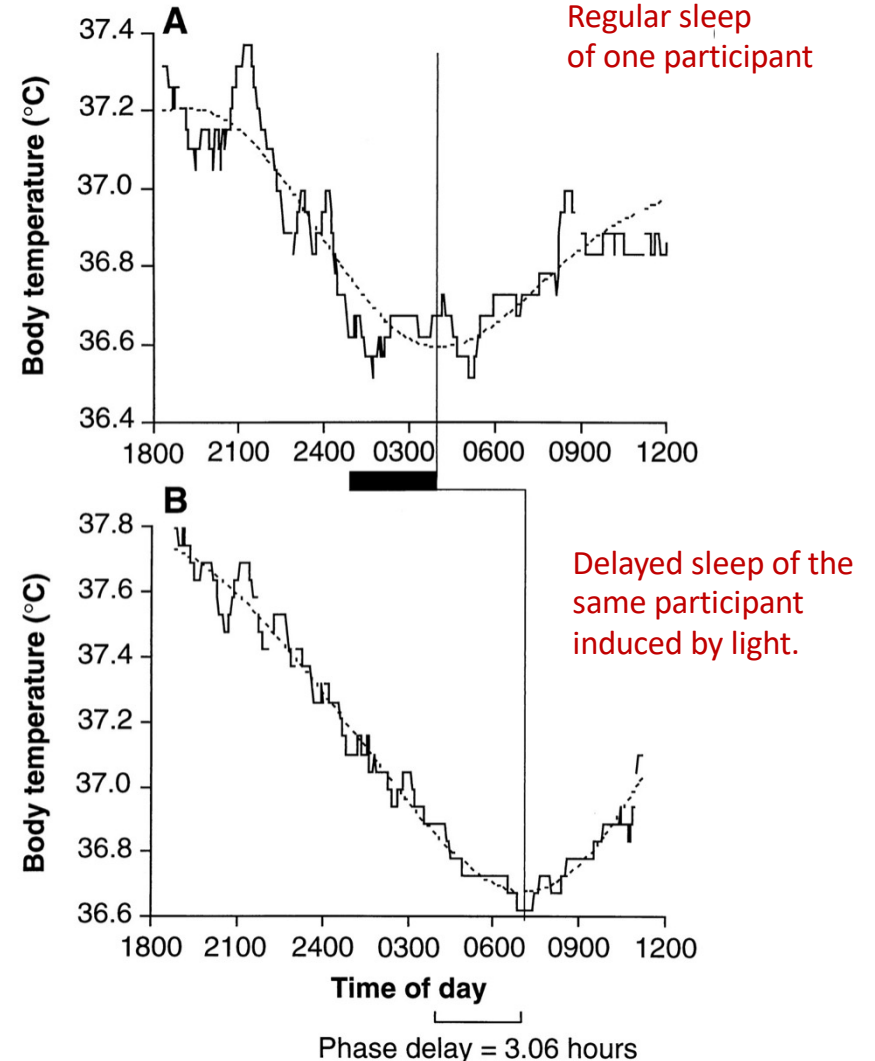 A
Regular sleep
of one participant
Body temperature (°C)
37.4
37.2
37.0
36.8
36.6
36.4
1800 2100 2400 0300 0600 0900 1200
B
Delayed sleep of the
same participant
induced by light.
Body temperature (°C)
37.8
37.6
37.4
37.2
37.0
36.8
36.6
1800 2100 2400 0300 0600 0900 1200
Time of day
Phase delay = 3.06 hours